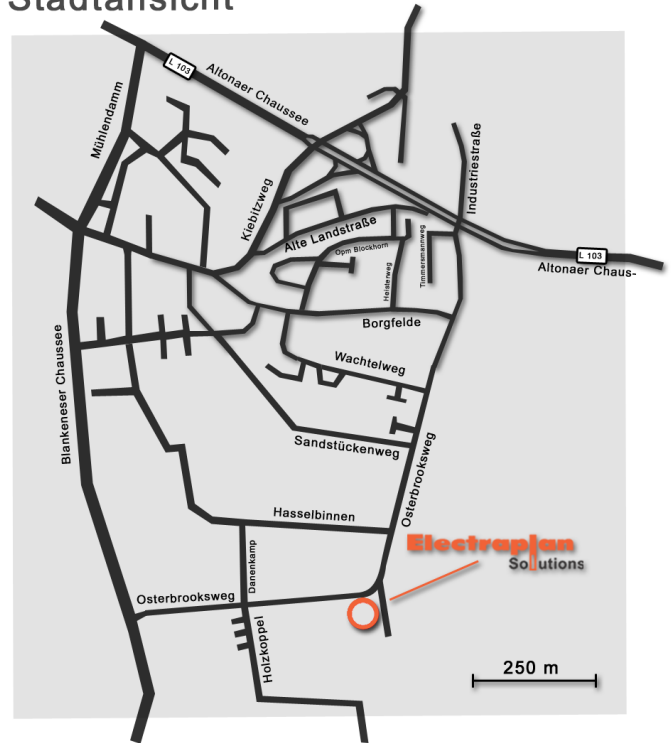 Stadtansicht
L 103
Altonaer Chaussee
Mühlendamm
Industriestraße
Kiebitzweg
Alte Landstraße
Opm Blockhorn
Timmersmannweg
Heisterweg
L 103
Altonaer Chaus-
Borgfelde
Blankeneser Chaussee
Wachtelweg
Sandstückenweg
Osterbrooksweg
Hasselbinnen
Electraplan
Solutions
Danenkamp
Osterbrooksweg
Holzkoppel
250 m